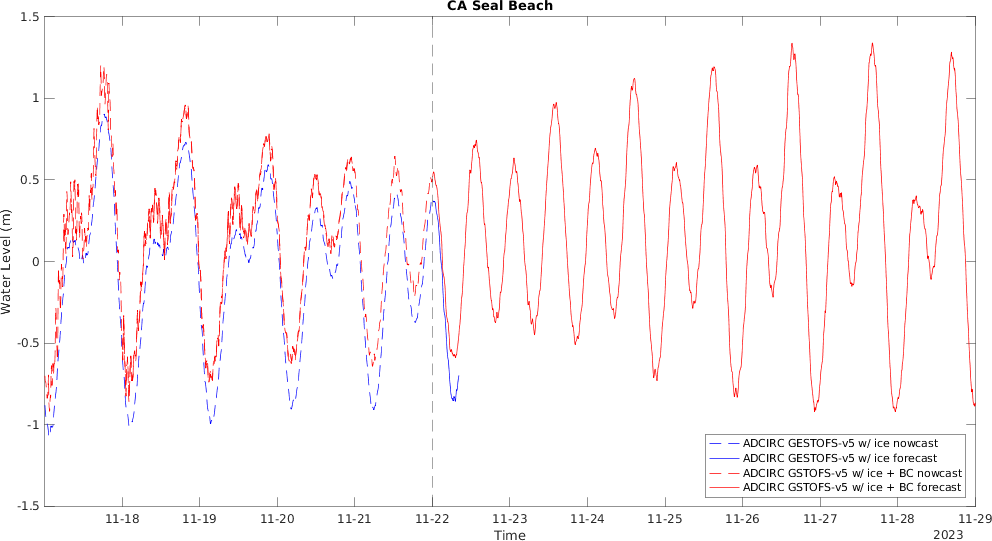 CA Seal Beach
1.5
1
0.5
0
-0.5
-1
-1.5
Water Level (m)
11-18 11-19 11-20 11-21 11-22 11-23 11-24 11-25 11-26 11-27 11-28 11-29
Time
2023
ADCIRC GESTOFS-v5 w/ ice nowcast
ADCIRC GESTOFS-v5 w/ ice forecast
ADCIRC GSTOFS-v5 w/ ice + BC nowcast
ADCIRC GSTOFS-v5 w/ ice + BC forecast